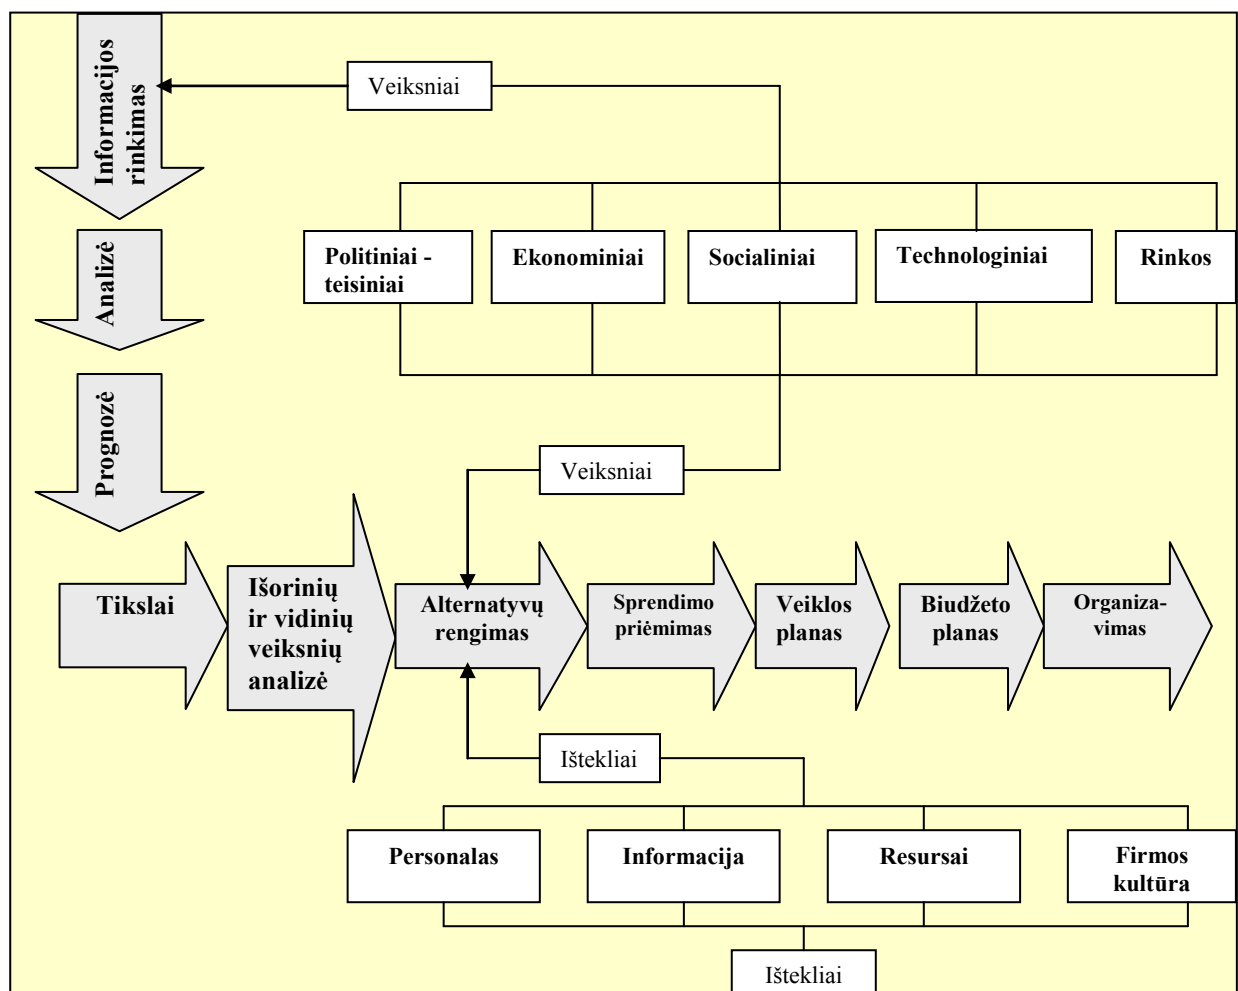 Informacijos
rinkimas
Veiksniai
Politiniai -
teisiniai
Ekonominiai
Socialiniai
Technologiniai
Rinkos
Analizė
Prognozė
Veiksniai
Tikslai
Išorinių
ir vidinių
veiksnių
analizė
Alternatyvų
rengimas
Sprendimo
priėmimas
Veiklos
planas
Biudžeto
planas
Organiza-
vimas
Ištekliai
Personalas
Informacija
Resursai
Firmos
kultūra
Ištekliai